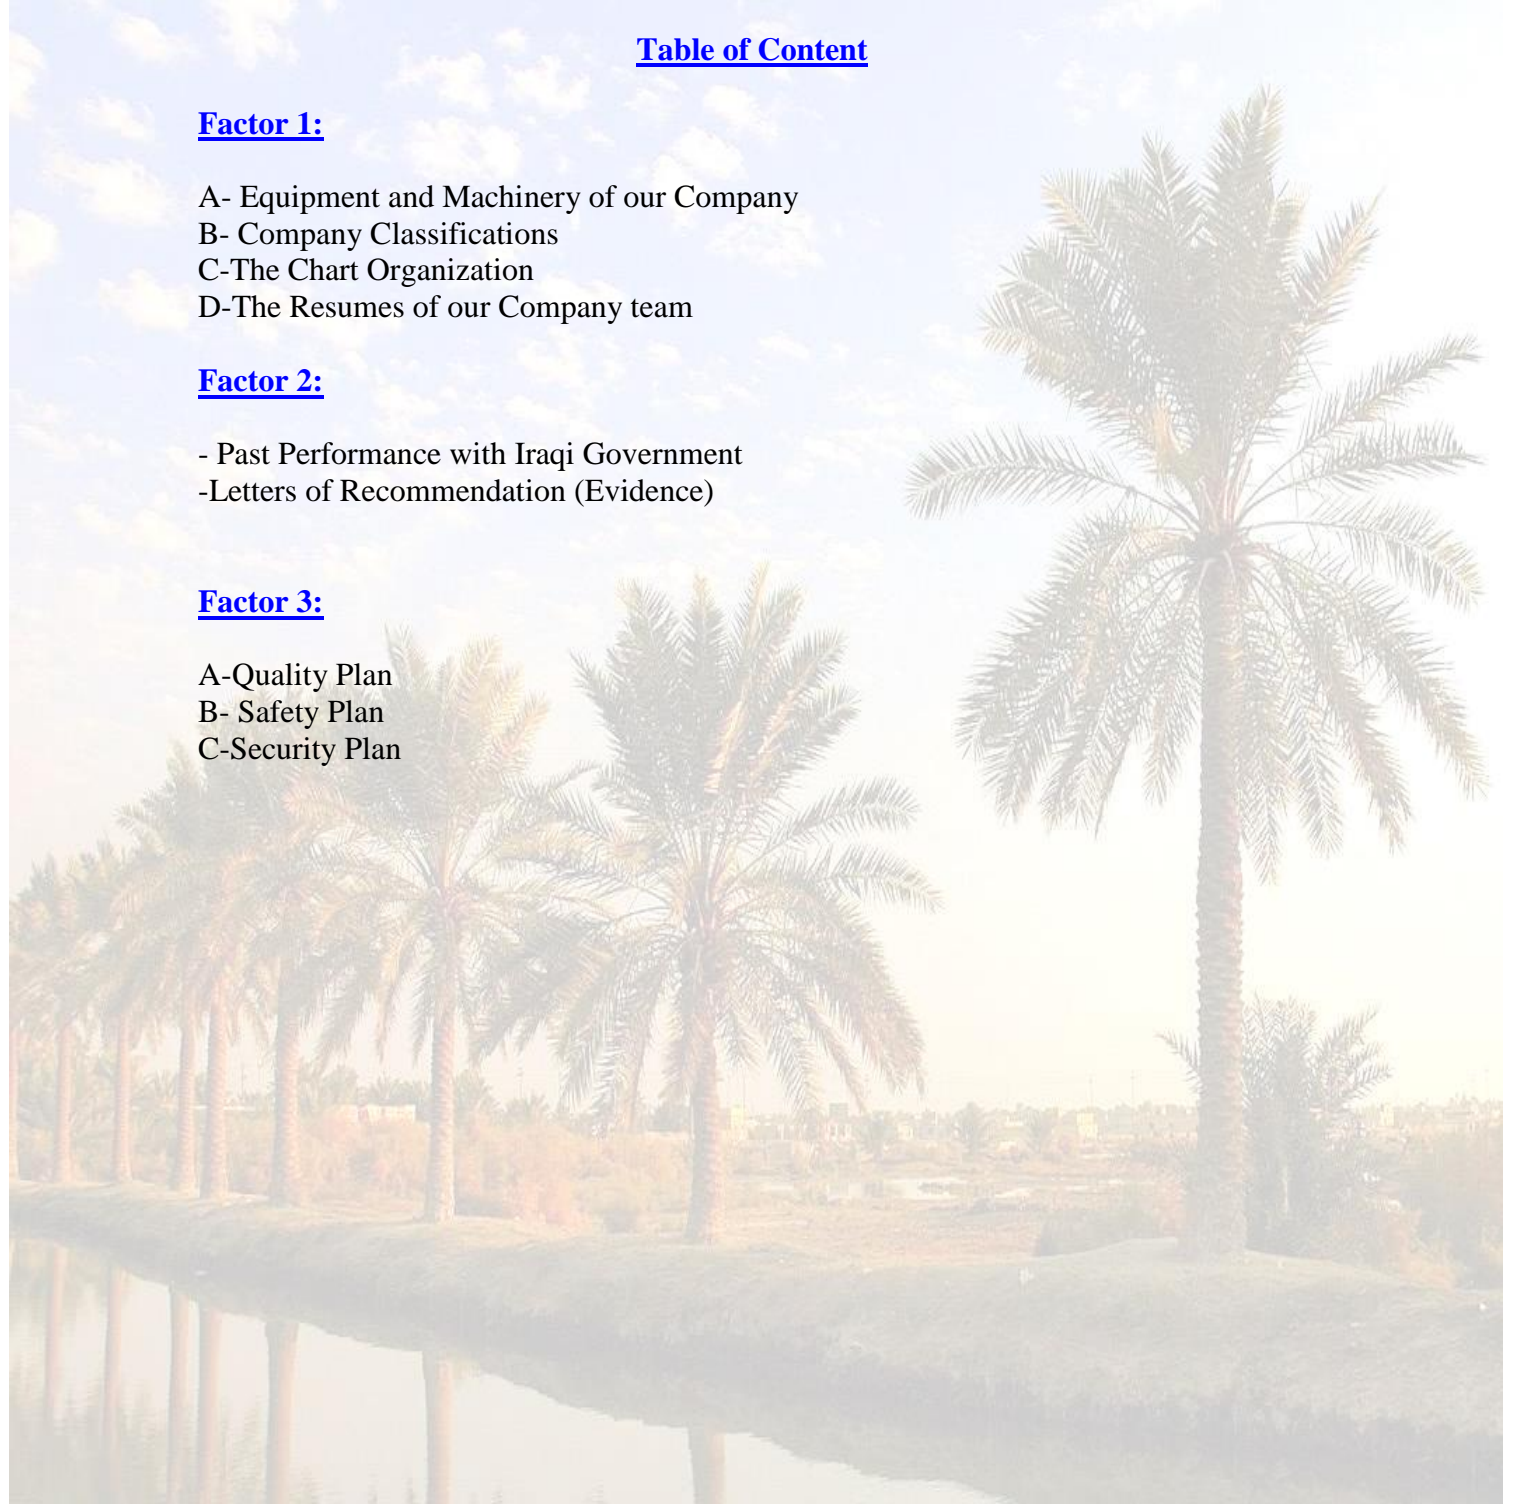 Table of Content
Factor 1:
A- Equipment and Machinery of our Company
B- Company Classifications
C-The Chart Organization
D-The Resumes of our Company team
Factor 2:
- Past Performance with Iraqi Government
-Letters of Recommendation (Evidence)
Factor 3:
A-Quality Plan
B- Safety Plan
C-Security Plan